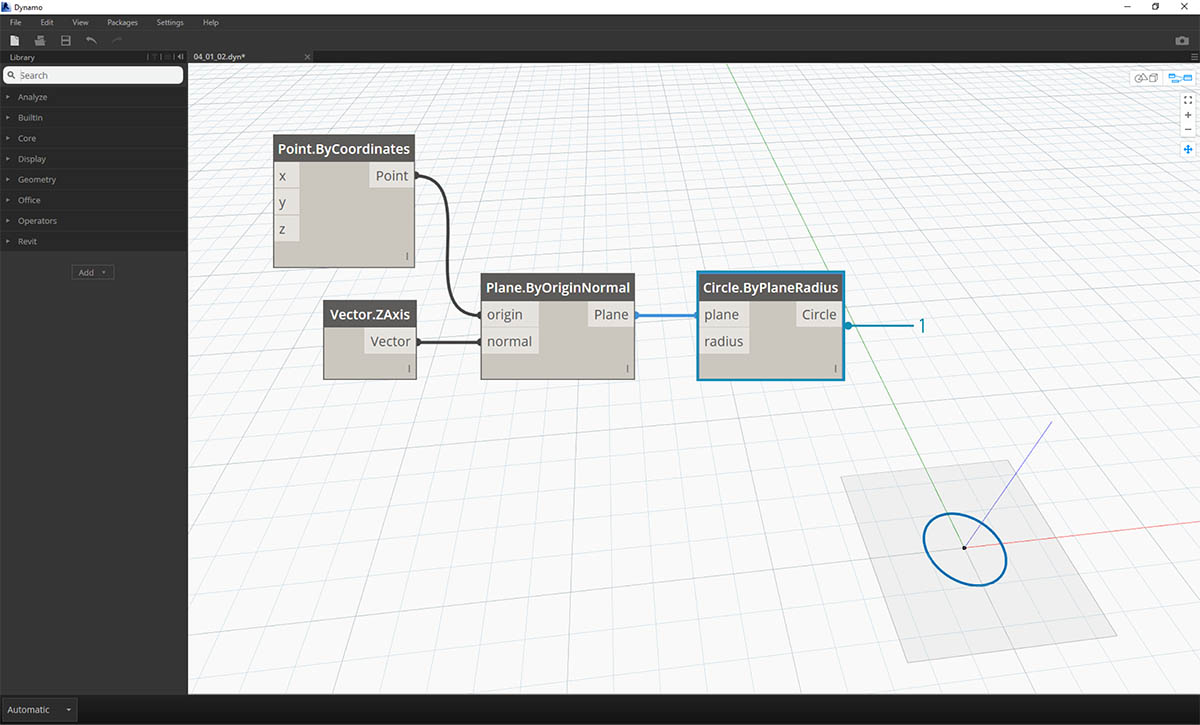 Dynamo
File Edit View Packages Settings Help
Library
04_01_02.dyn*
Search
Analyze
BuiltIn
Core
Display
Geometry
Office
Operators
Revit
Add
Point.ByCoordinates
x Point
y
z
l
Vector.ZAxis
Vector
l
Plane.ByOriginNormal
origin Plane
normal
l
Circle.ByPlaneRadius
plane Circle
radius
l
1
Automatic